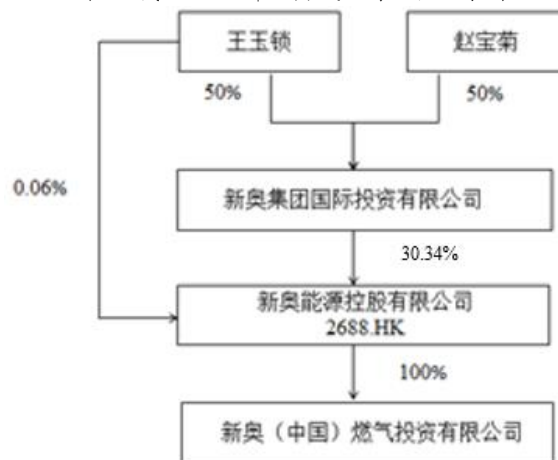 王玉锁
赵宝菊
50%
50%
0.06%
新奥集团国际投资有限公司
30.34%
新奥能源控股有限公司
2688.HK
100%
新奥（中国）燃气投资有限公司